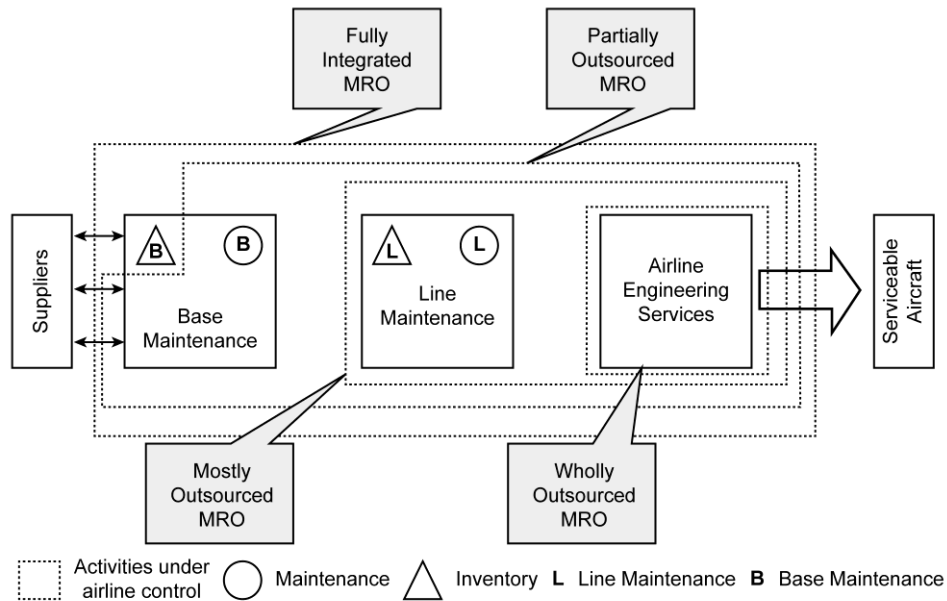 Fully
Integrated
MRO
Partially
Outsourced
MRO
Suppliers
B
B
Base
Maintenance
L
L
Line
Maintenance
Airline
Engineering
Services
Serviceable
Aircraft
Mostly
Outsourced
MRO
Wholly
Outsourced
MRO
Activities under
airline control
Maintenance
Inventory
L Line Maintenance
B Base Maintenance